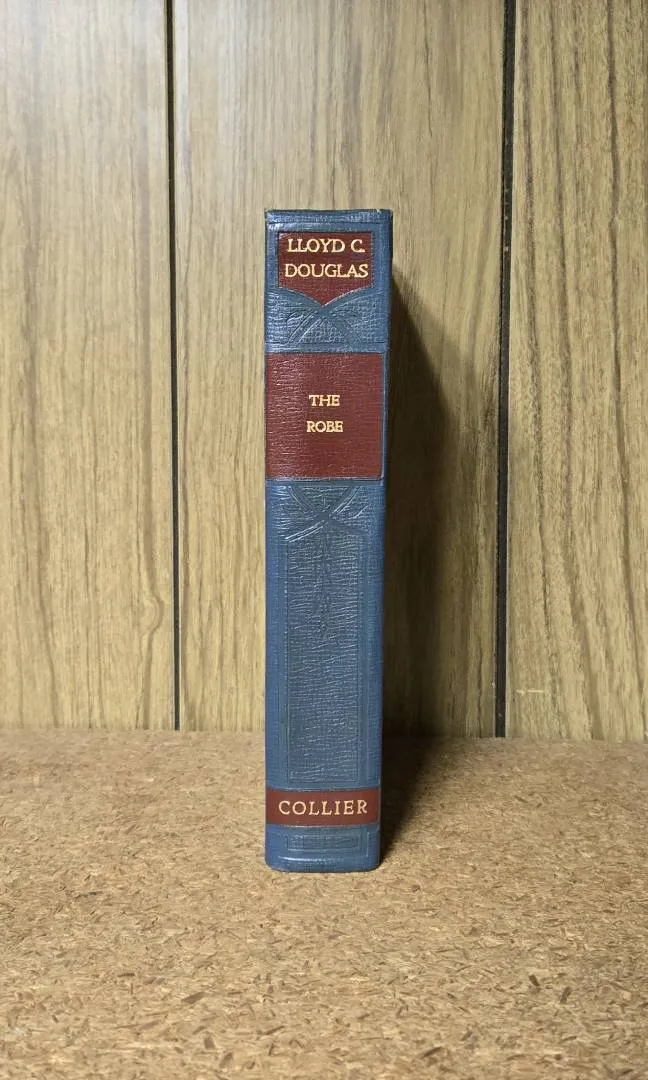 LLOYD C.
DOUGLAS
THE
ROBE
COLLIER